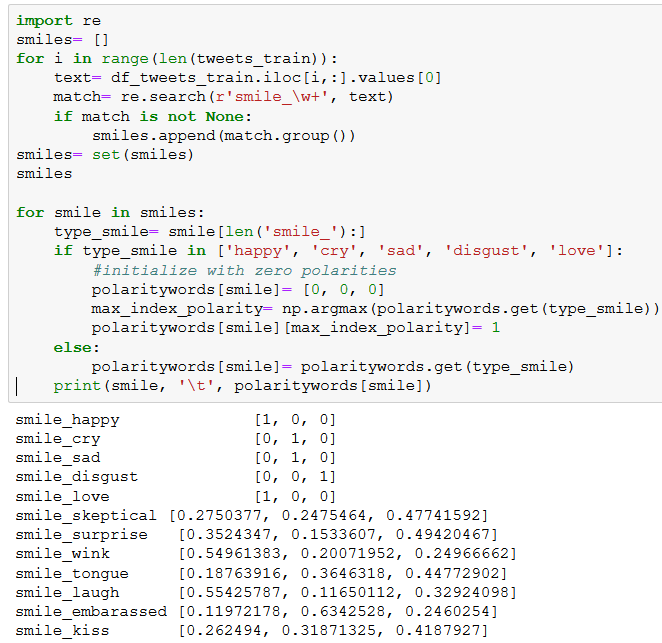 import re
smiles= []
for i in range(len(tweets_train)):
    text= df_tweets_train.iloc[i,:].values[0]
    match= re.search(r'smile_\w+', text)
    if match is not None:
        smiles.append(match.group())
smiles= set(smiles)
smiles

for smile in smiles:
    type_smile= smile[len('smile_'):]
    if type_smile in ['happy', 'cry', 'sad', 'disgust', 'love']:
        #initialize with zero polarities
        polaritywords[smile]= [0, 0, 0]
        max_index_polarity= np.argmax(polaritywords.get(type_smile))
        polaritywords[smile][max_index_polarity]= 1
    else:
        polaritywords[smile]= polaritywords.get(type_smile)
    print(smile, '\t', polaritywords[smile])
smile_happy [1, 0, 0]
smile_cry [0, 1, 0]
smile_sad [0, 1, 0]
smile_disgust [0, 0, 1]
smile_love [1, 0, 0]
smile_skeptical [0.2750377, 0.2475464, 0.47741592]
smile_surprise [0.3524347, 0.1533607, 0.49420467]
smile_wink [0.54961383, 0.20071952, 0.24966662]
smile_tongue [0.18763916, 0.3646318, 0.44772902]
smile_laugh [0.55425787, 0.11650112, 0.32924098]
smile_embarassed [0.11972178, 0.6342528, 0.2460254]
smile_kiss [0.262494, 0.31871325, 0.4187927]